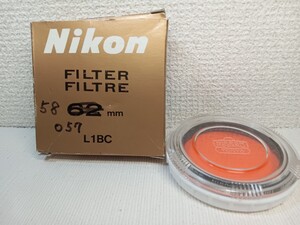 Nikon
FILTER
FILTRE
58
62 mm
057
L1BC